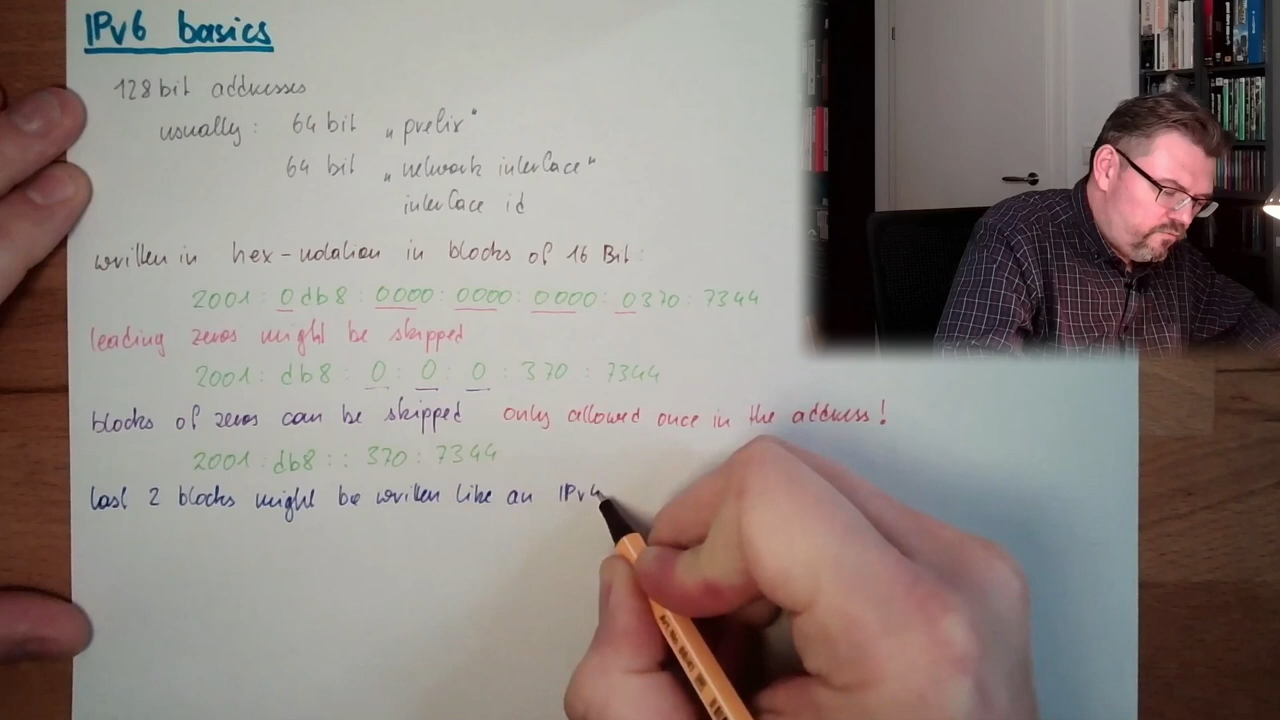 IPv6 basics
128 bit addresses
usually: 64 bit „prefix"
64 bit „network interface"
interface id
written in hex-notation in blocks of 16 Bit:
2001:0db8:0000:0000:0000:0370:7344
leading zeros might be skipped
2001:db8:0:0:0:370:7344
blocks of zeros can be skipped only allowed once in the address!
2001:db8::370:7344
last 2 blocks might be written like an IPv4